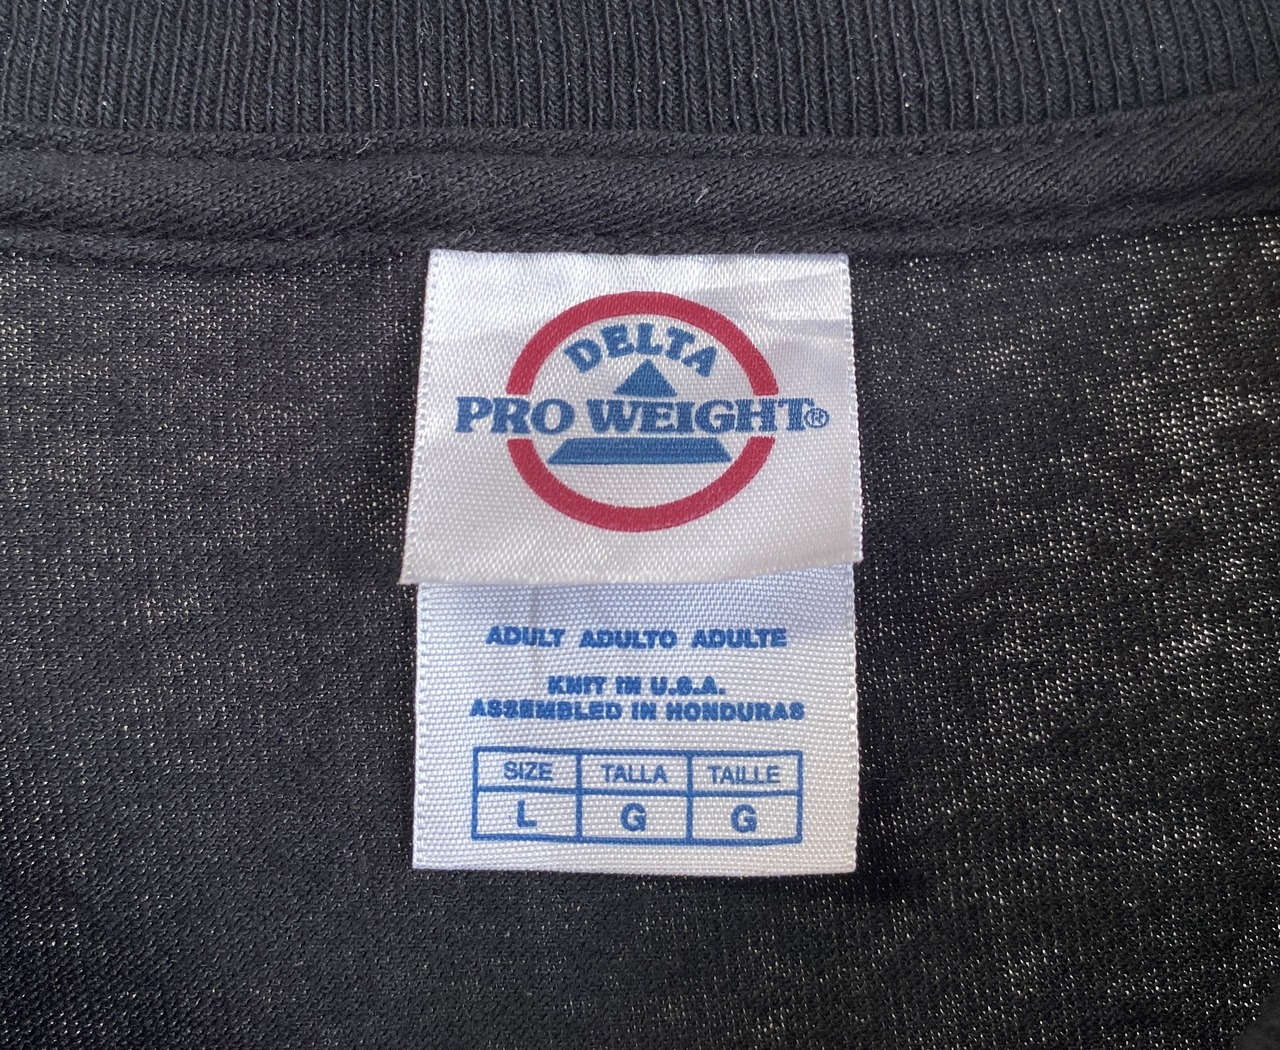 DELTA
PRO WEIGHT®
ADULT ADULTO ADULTE
KNIT IN U.S.A.
ASSEMBLED IN HONDURAS
SIZE TALLA TAILLE
L G G